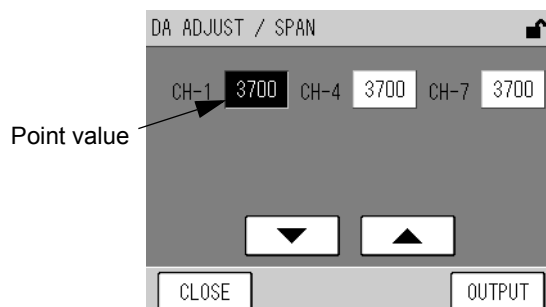 DA ADJUST / SPAN
CH-1 3700 CH-4 3700 CH-7 3700
Point value
CLOSE OUTPUT